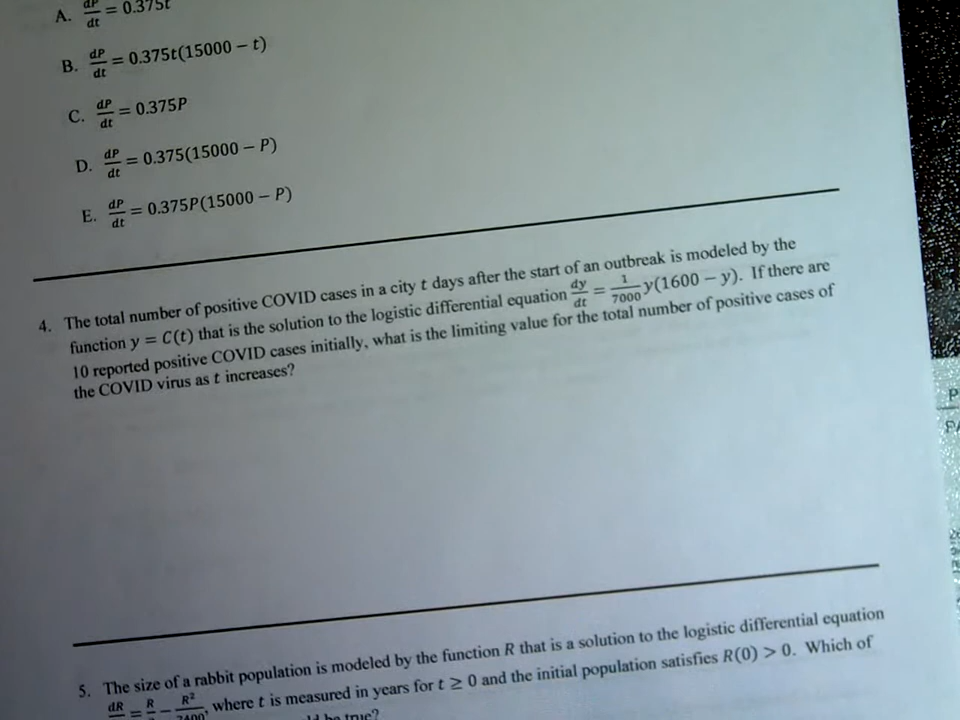 A. dP/dt = 0.375t
B. dP/dt = 0.375t(15000 − t)
C. dP/dt = 0.375P
D. dP/dt = 0.375(15000 − P)
E. dP/dt = 0.375P(15000 − P)
4. The total number of positive COVID cases in a city t days after the start of an outbreak is modeled by the
function y = C(t) that is the solution to the logistic differential equation dy/dt = 1/7000 y(1600 − y). If there are
10 reported positive COVID cases initially, what is the limiting value for the total number of positive cases of
the COVID virus as t increases?
5. The size of a rabbit population is modeled by the function R that is a solution to the logistic differential equation
dR = R − R², where t is measured in years for t ≥ 0 and the initial population satisfies R(0) > 0. Which of
be true?
P